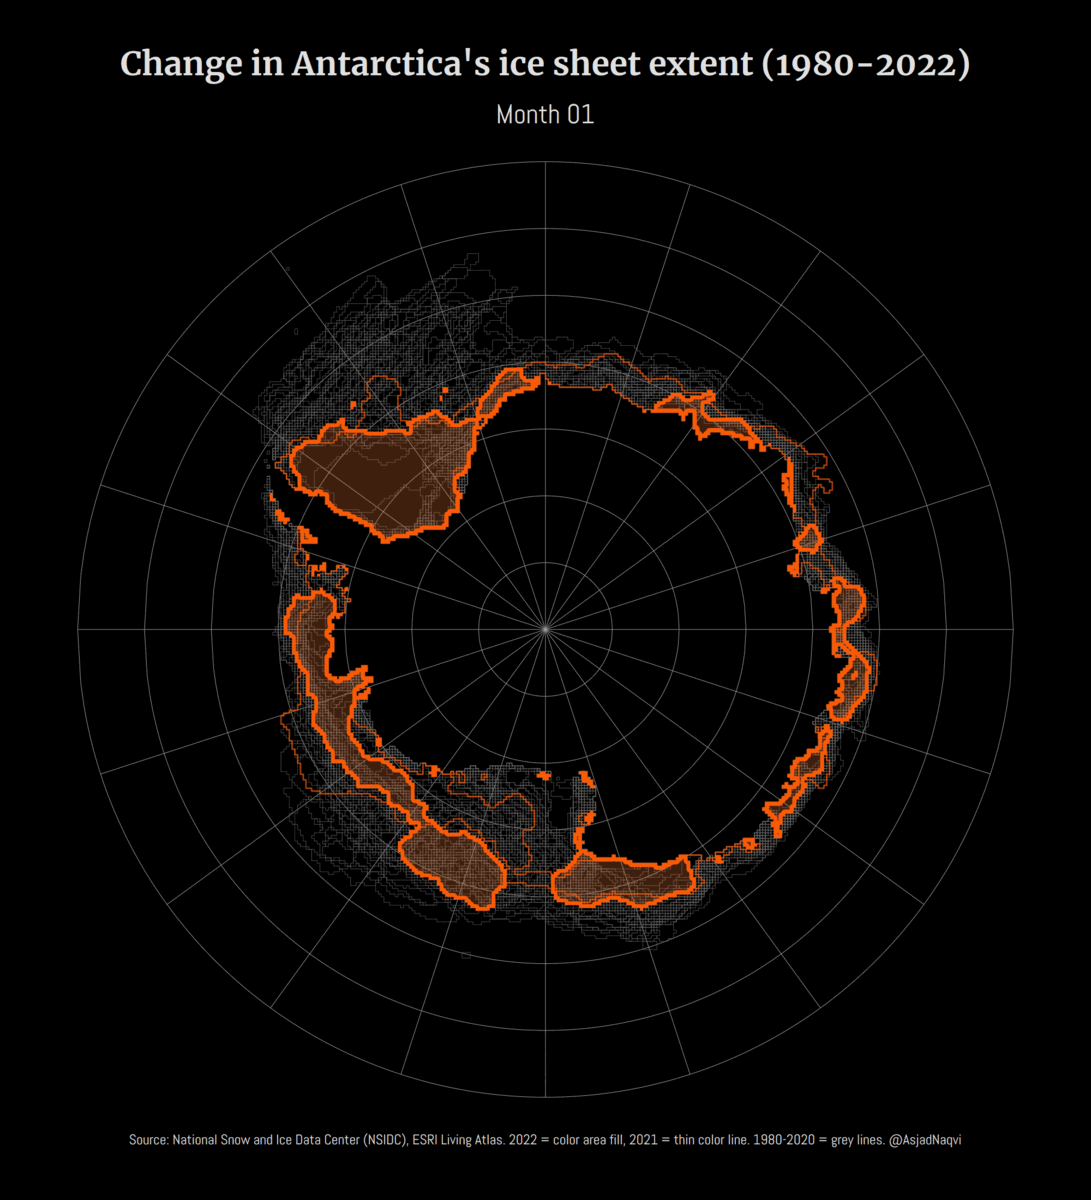 Change in Antarctica's ice sheet extent (1980-2022)
Month 01
Source: National Snow and Ice Data Center (NSIDC), ESRI Living Atlas. 2022 = color area fill, 2021 = thin color line. 1980-2020 = grey lines. @AsjadNaqvi